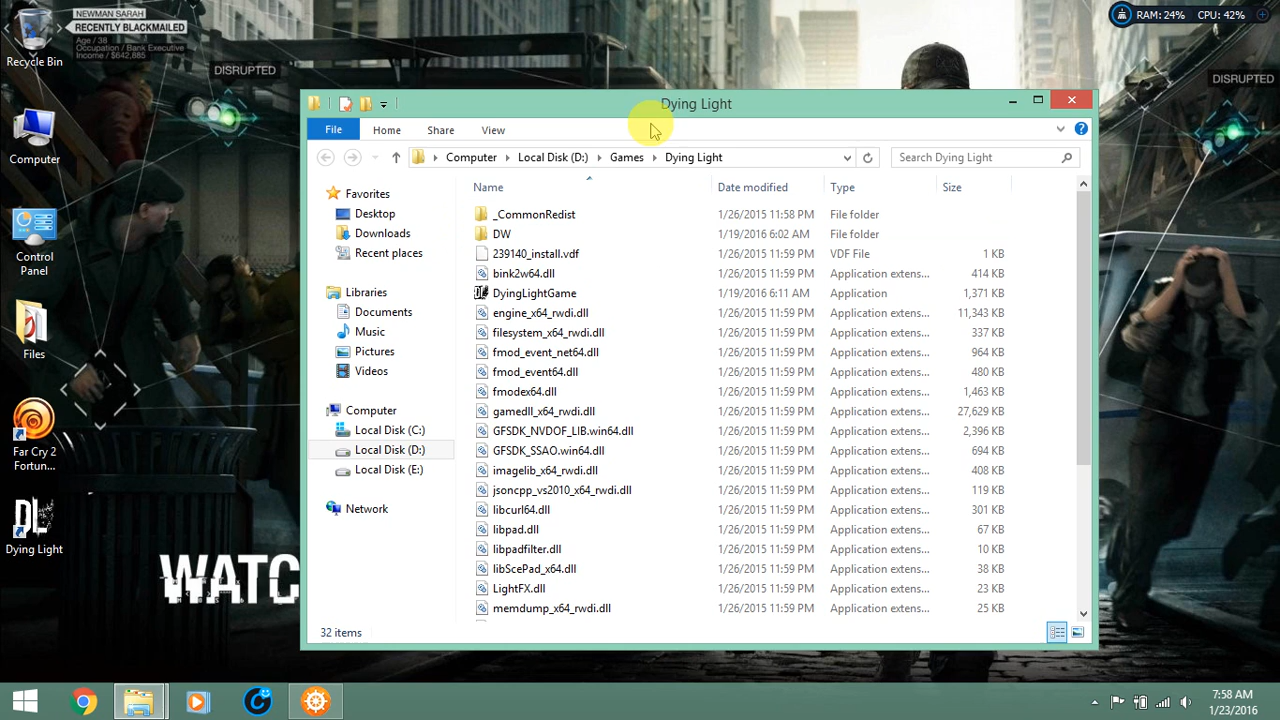 NEWMAN SARAH
RECENTLY BLACKMAILED
Age / 38
Occupation / Bank Executive
Income / $642,885
DISRUPTED
DISRUPTED
RAM: 24% CPU: 42%
Recycle Bin
Computer
Control
Panel
Files
Far Cry 2
Fortun...
DL
Dying Light
WATC
Dying Light
File Home Share View
Computer Local Disk (D:) Games Dying Light
Search Dying Light
Favorites
Desktop
Downloads
Recent places
Libraries
Documents
Music
Pictures
Videos
Computer
Local Disk (C:)
Local Disk (D:)
Local Disk (E:)
Network
Name Date modified Type Size
_CommonRedist 1/26/2015 11:58 PM File folder
DW 1/19/2016 6:02 AM File folder
239140_install.vdf 1/26/2015 11:59 PM VDF File 1 KB
bink2w64.dll 1/26/2015 11:59 PM Application extens... 414 KB
DyingLightGame 1/19/2016 6:11 AM Application 1,371 KB
engine_x64_rwdi.dll 1/26/2015 11:59 PM Application extens... 11,343 KB
filesystem_x64_rwdi.dll 1/26/2015 11:59 PM Application extens... 337 KB
fmod_event_net64.dll 1/26/2015 11:59 PM Application extens... 964 KB
fmod_event64.dll 1/26/2015 11:59 PM Application extens... 480 KB
fmodex64.dll 1/26/2015 11:59 PM Application extens... 1,463 KB
gamedll_x64_rwdi.dll 1/26/2015 11:59 PM Application extens... 27,629 KB
GFSDK_NVDOF_LIB.win64.dll 1/26/2015 11:59 PM Application extens... 2,396 KB
GFSDK_SSAO.win64.dll 1/26/2015 11:59 PM Application extens... 694 KB
imagelib_x64_rwdi.dll 1/26/2015 11:59 PM Application extens... 408 KB
jsoncpp_vs2010_x64_rwdi.dll 1/26/2015 11:59 PM Application extens... 119 KB
libcurl64.dll 1/26/2015 11:59 PM Application extens... 301 KB
libpad.dll 1/26/2015 11:59 PM Application extens... 67 KB
libpadfilter.dll 1/26/2015 11:59 PM Application extens... 10 KB
libScePad_x64.dll 1/26/2015 11:59 PM Application extens... 38 KB
LightFX.dll 1/26/2015 11:59 PM Application extens... 23 KB
memdump_x64_rwdi.dll 1/26/2015 11:59 PM Application extens... 25 KB
32 items
7:58 AM
1/23/2016